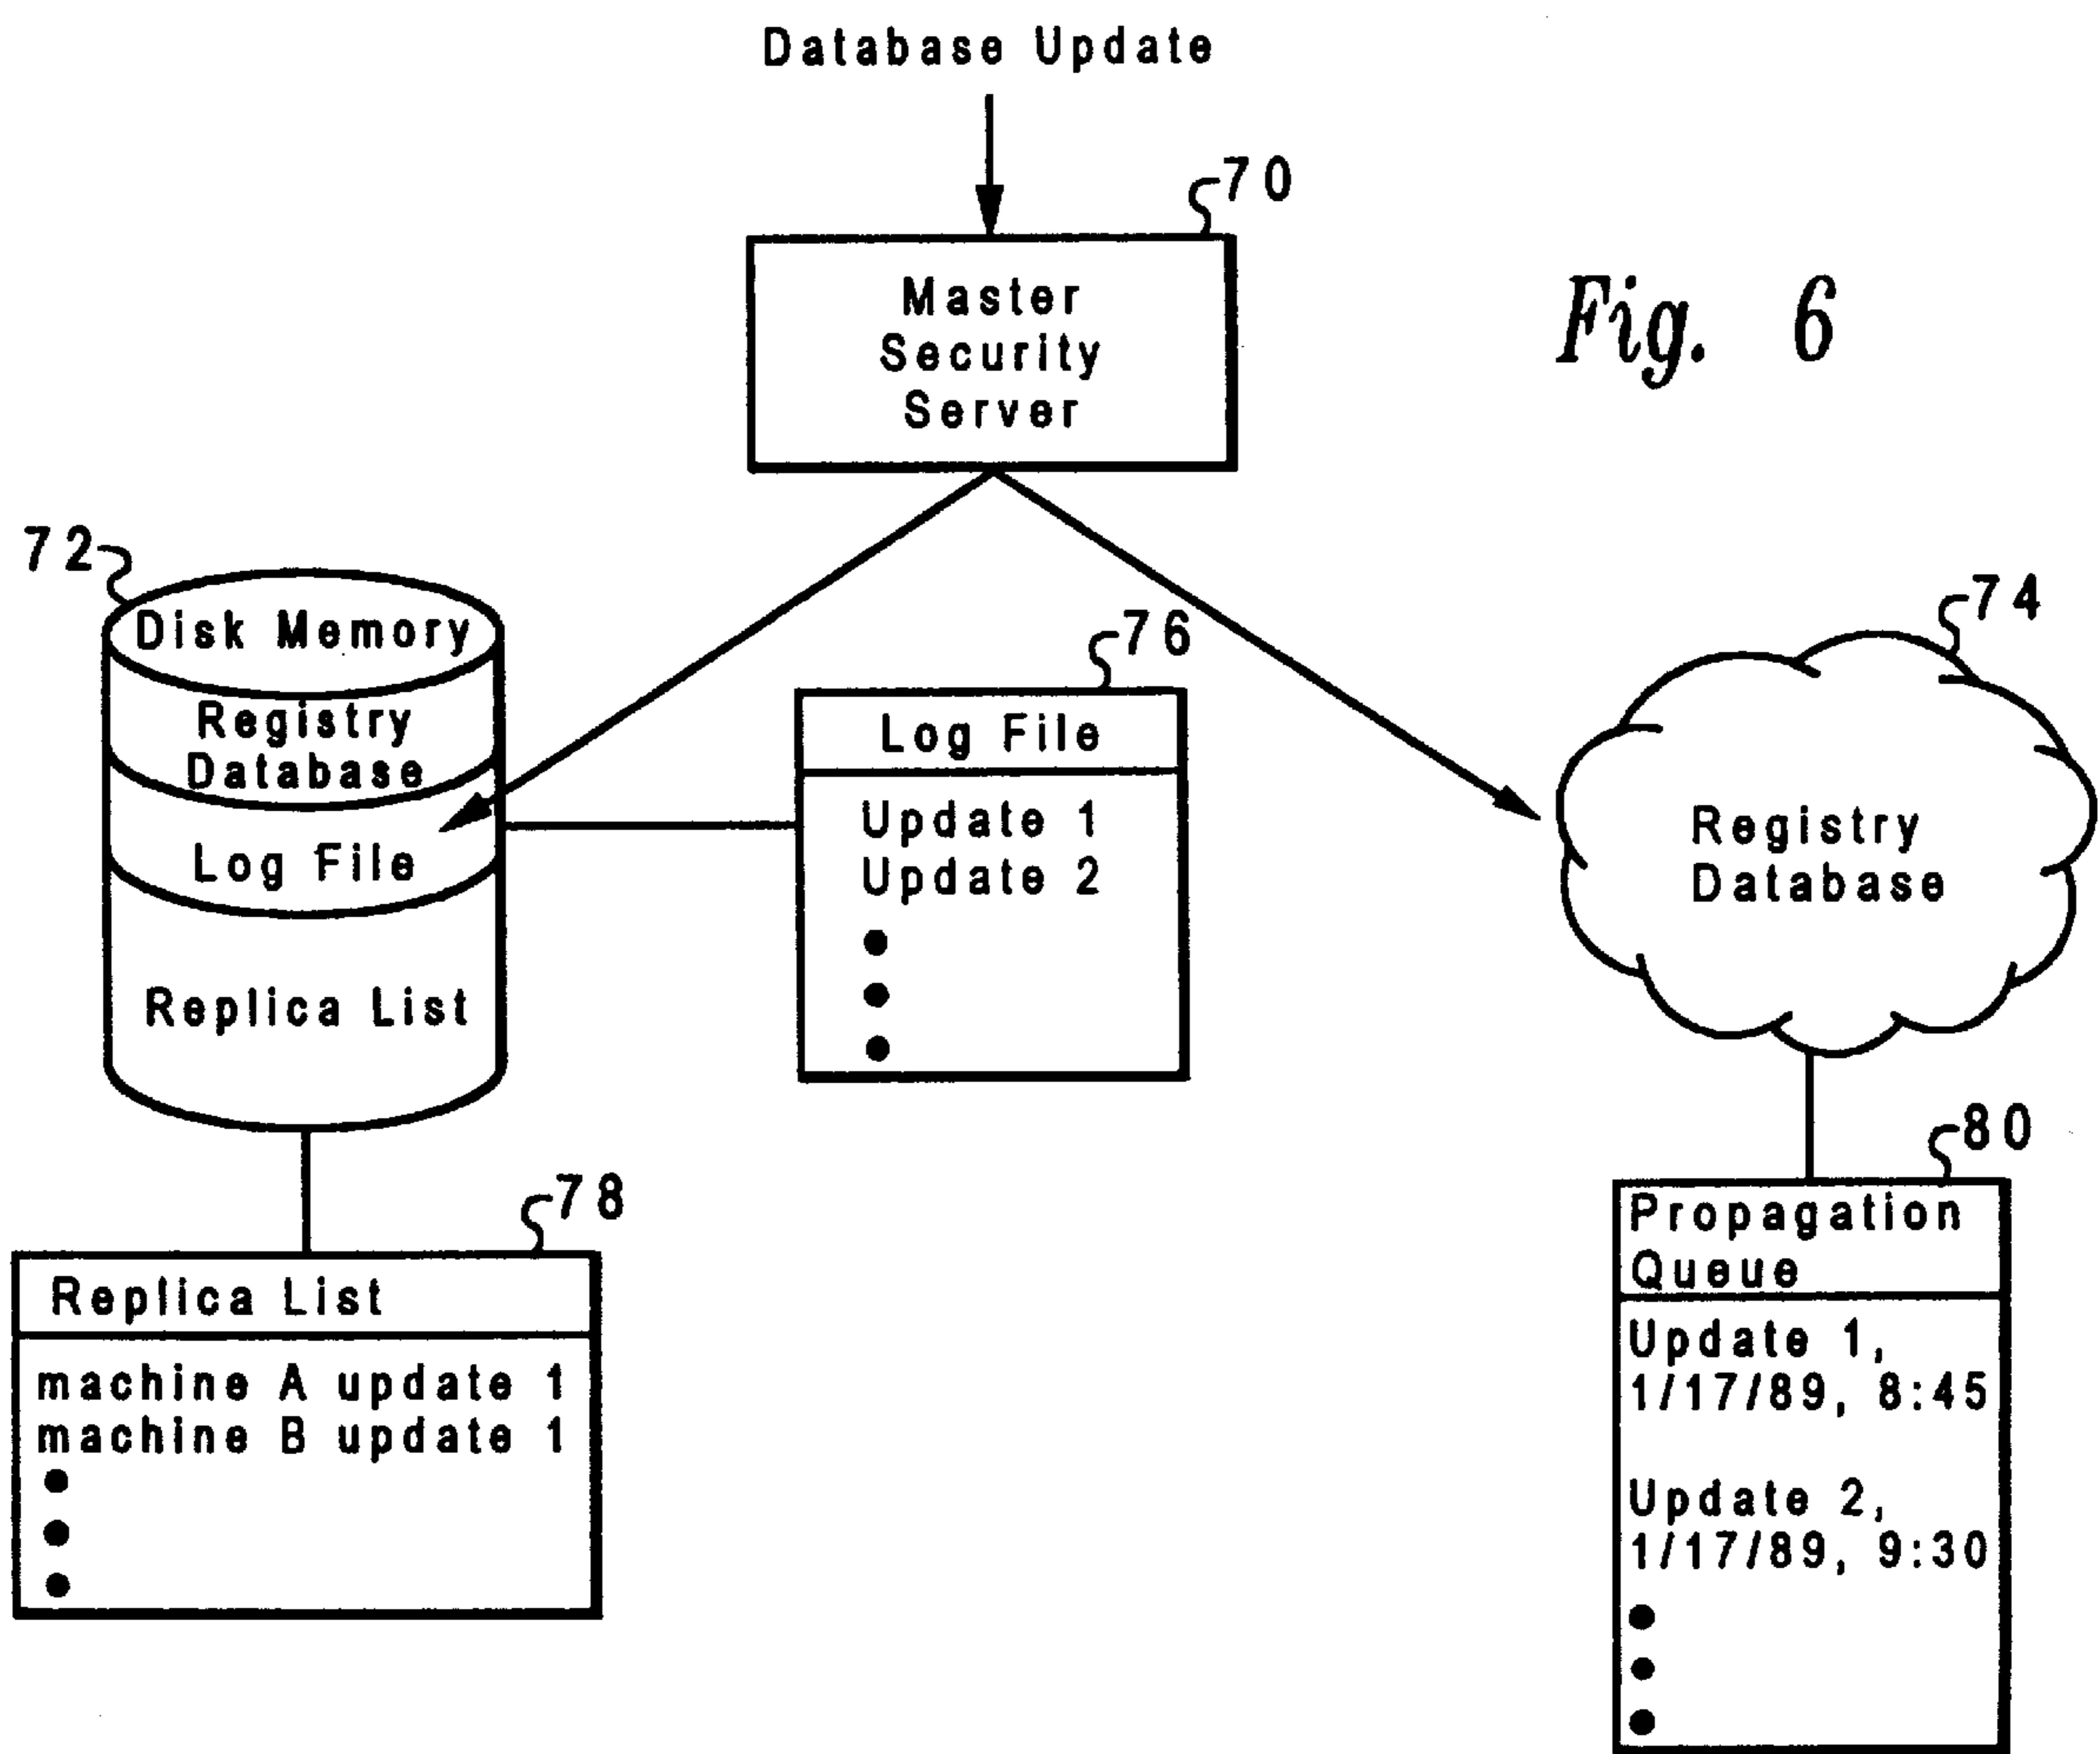 Database Update
70
Master
Security
Server
Fig. 6
72
Disk Memory
Registry
Database
Log File
Replica List
76
Log File
Update 1
Update 2
74
Registry
Database
78
Replica List
machine A update 1
machine B update 1
80
Propagation
Queue
Update 1,
1/17/89, 8:45
Update 2,
1/17/89, 9:30